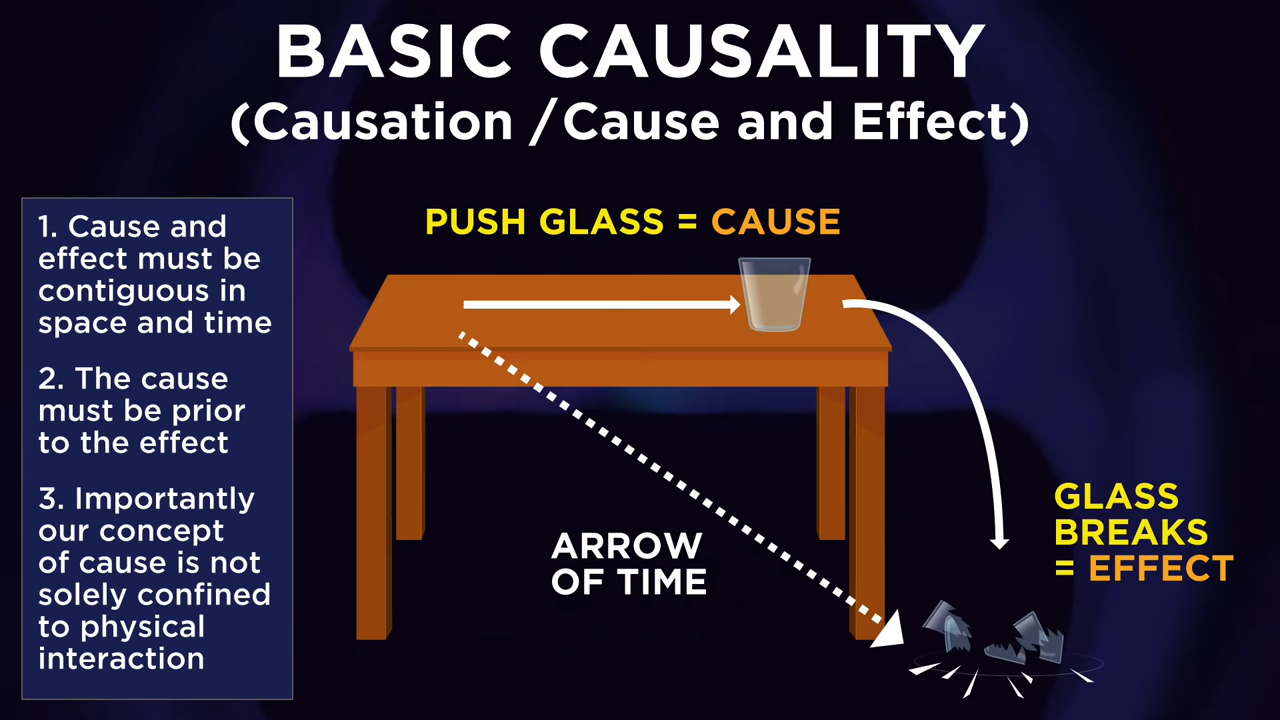 BASIC CAUSALITY
(Causation /Cause and Effect)
1. Cause and
effect must be
contiguous in
space and time
2. The cause
must be prior
to the effect
3. Importantly
our concept
of cause is not
solely confined
to physical
interaction
PUSH GLASS = CAUSE
ARROW
OF TIME
GLASS
BREAKS
= EFFECT